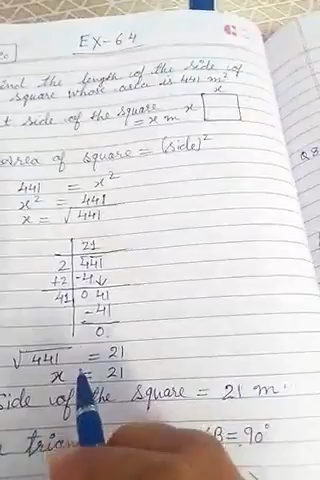 EX-6.4
find the length of the side of
square whose area is 441 m²
x
side of the square x
= x m
area of square = (side)²
441 = x²
x² = 441
x = √441
21
2 441
+2 -4↓
41 0 41
-41
0
√441 = 21
x = 21
Side of the square = 21 m.
B = 90°